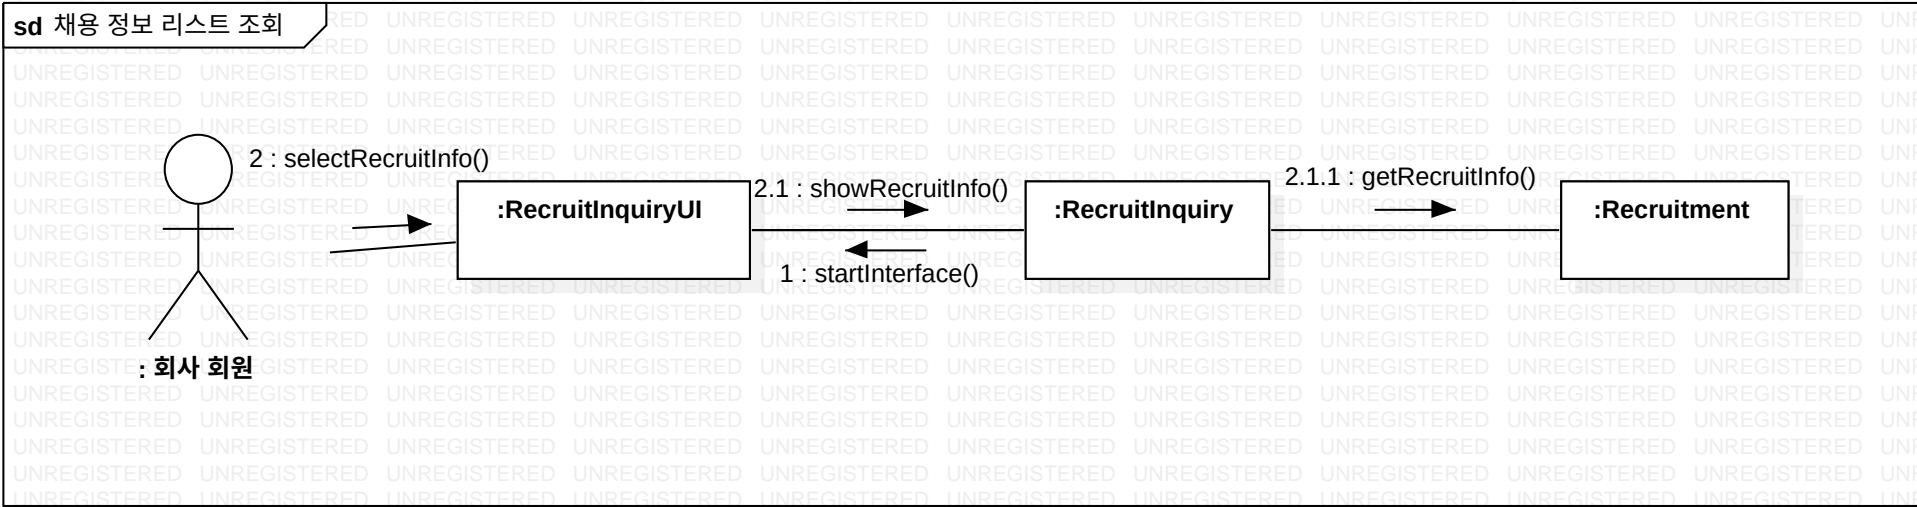 sd 채용 정보 리스트 조회
2 : selectRecruitInfo()
2.1 : showRecruitInfo()
2.1.1 : getRecruitInfo()
:RecruitInquiryUI
:RecruitInquiry
:Recruitment
1 : startInterface()
: 회사 회원
UNREGISTERED